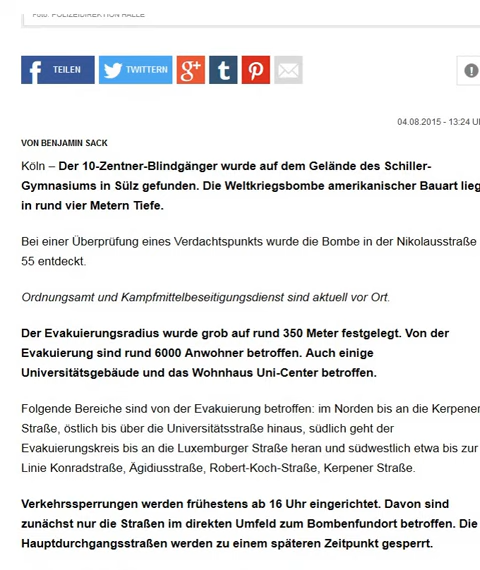 Foto: POLIZEIDIREKTION HALLE
TEILEN
TWITTERN
04.08.2015 - 13:24
VON BENJAMIN SACK
Köln – Der 10-Zentner-Blindgänger wurde auf dem Gelände des Schiller-
Gymnasiums in Sülz gefunden. Die Weltkriegsbombe amerikanischer Bauart lieg
in rund vier Metern Tiefe.
Bei einer Überprüfung eines Verdachtspunkts wurde die Bombe in der Nikolausstraße
55 entdeckt.
Ordnungsamt und Kampfmittelbeseitigungsdienst sind aktuell vor Ort.
Der Evakuierungsradius wurde grob auf rund 350 Meter festgelegt. Von der
Evakuierung sind rund 6000 Anwohner betroffen. Auch einige
Universitätsgebäude und das Wohnhaus Uni-Center betroffen.
Folgende Bereiche sind von der Evakuierung betroffen: im Norden bis an die Kerpener
Straße, östlich bis über die Universitätsstraße hinaus, südlich geht der
Evakuierungskreis bis an die Luxemburger Straße heran und südwestlich etwa bis zur
Linie Konradstraße, Ägidiusstraße, Robert-Koch-Straße, Kerpener Straße.
Verkehrssperrungen werden frühestens ab 16 Uhr eingerichtet. Davon sind
zunächst nur die Straßen im direkten Umfeld zum Bombenfundort betroffen. Die
Hauptdurchgangsstraßen werden zu einem späteren Zeitpunkt gesperrt.